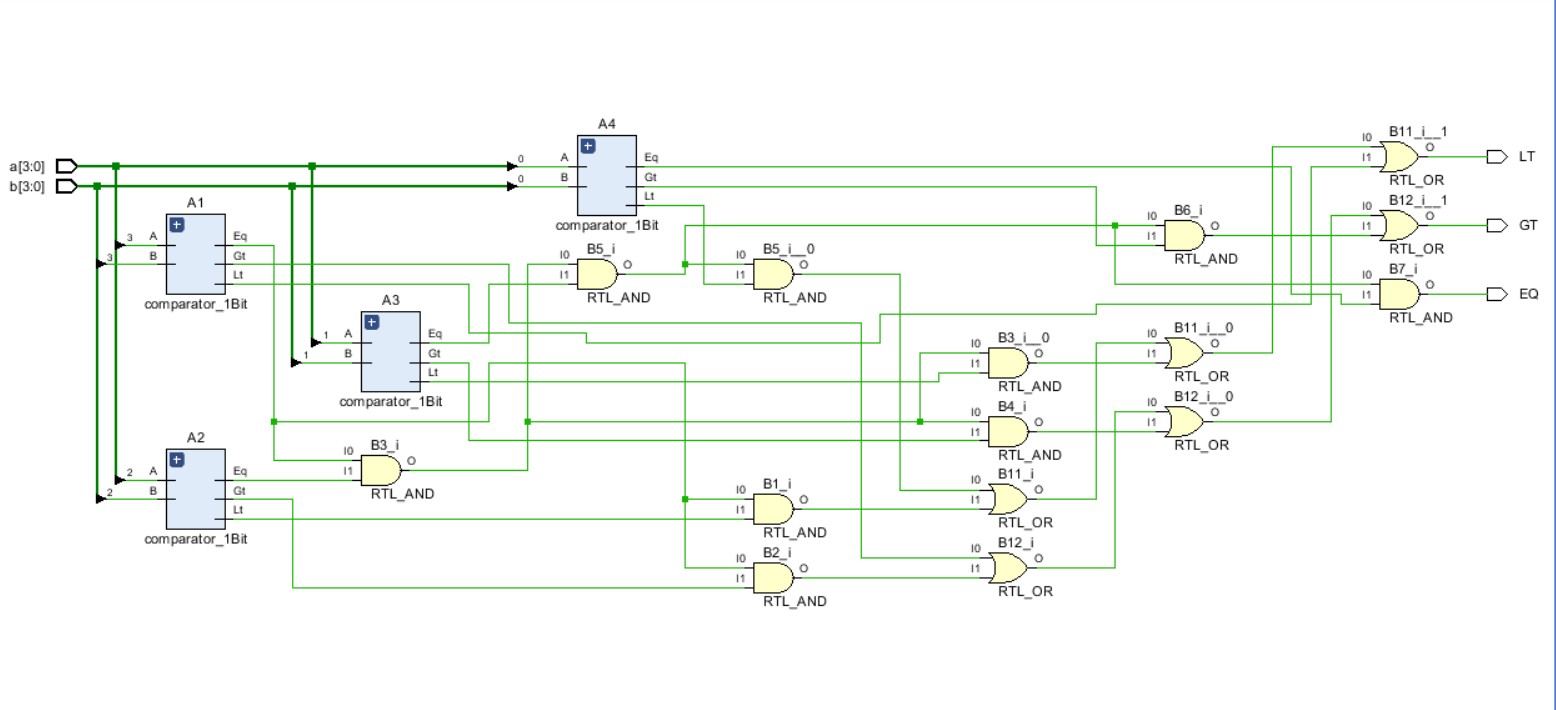 A4
B11_i__1
I0
O
I1
LT
RTL_OR
a[3:0]
0
A
Eq
b[3:0]
0
B
Gt
Lt
comparator_1Bit
A1
B6_i
I0
O
I1
RTL_AND
B12_i__1
I0
O
I1
GT
RTL_OR
3
A
Eq
3
B
Gt
Lt
comparator_1Bit
B5_i
I0
O
I1
RTL_AND
B5_i__0
I0
O
I1
RTL_AND
B7_i
I0
O
I1
EQ
RTL_AND
A3
1
A
Eq
1
B
Gt
Lt
comparator_1Bit
B3_i__0
I0
O
I1
RTL_AND
B11_i__0
I0
O
I1
RTL_OR
B4_i
I0
O
I1
RTL_AND
B12_i__0
I0
O
I1
RTL_OR
A2
2
A
Eq
2
B
Gt
Lt
comparator_1Bit
B3_i
I0
O
I1
RTL_AND
B1_i
I0
O
I1
RTL_AND
B11_i
I0
O
I1
RTL_OR
B2_i
I0
O
I1
RTL_AND
B12_i
I0
O
I1
RTL_OR